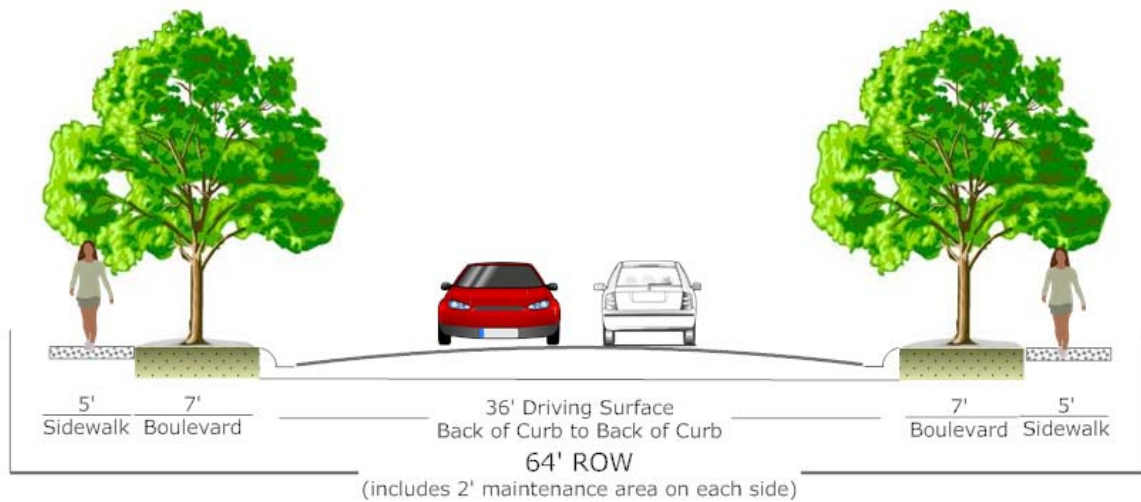 5' 7' 36' Driving Surface 7' 5'
Sidewalk Boulevard Back of Curb to Back of Curb Boulevard Sidewalk
64' ROW
(includes 2' maintenance area on each side)